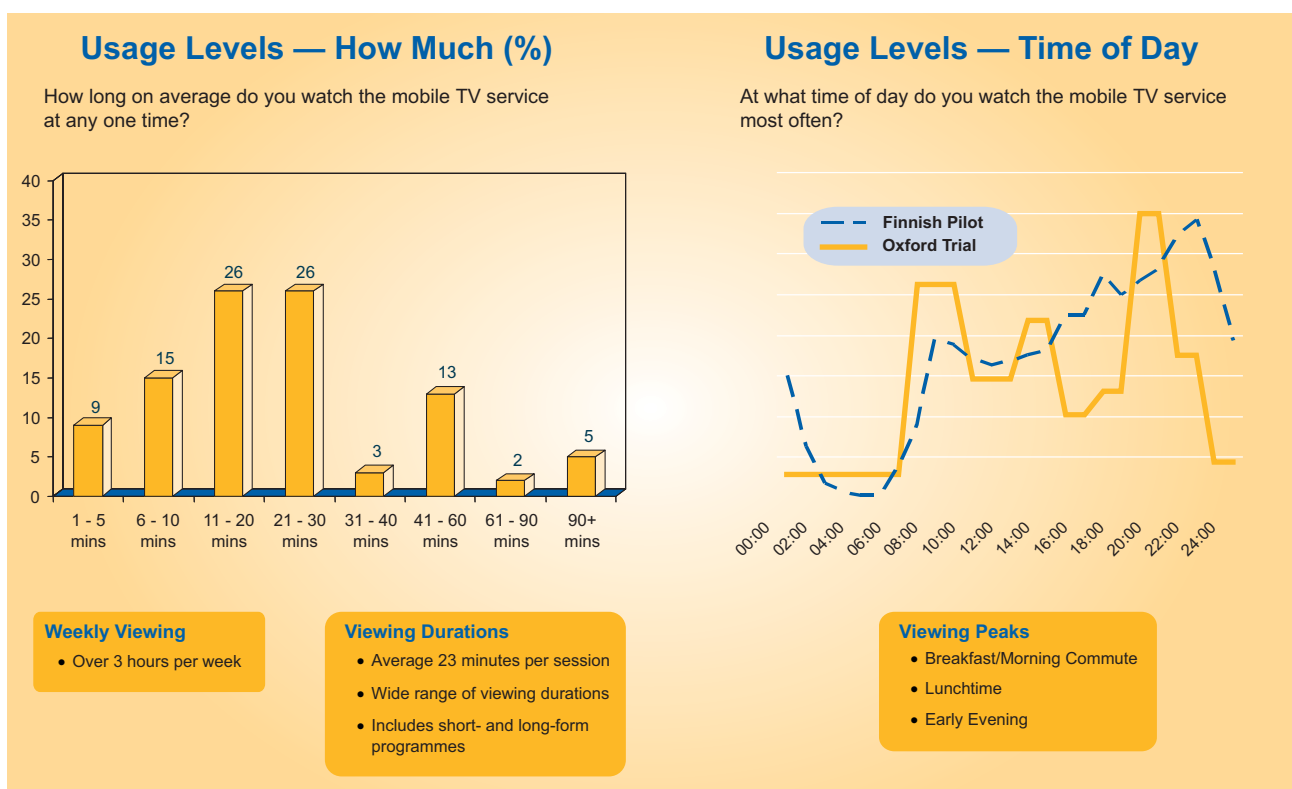 Usage Levels — How Much (%)
How long on average do you watch the mobile TV service
at any one time?
40
35
30
25
20
15
10
5
0
9
15
26
26
3
13
2
5
1 - 5
mins
6 - 10
mins
11 - 20
mins
21 - 30
mins
31 - 40
mins
41 - 60
mins
61 - 90
mins
90+
mins
Weekly Viewing
• Over 3 hours per week
Viewing Durations
• Average 23 minutes per session
• Wide range of viewing durations
• Includes short- and long-form
programmes
Usage Levels — Time of Day
At what time of day do you watch the mobile TV service
most often?
Finnish Pilot
Oxford Trial
00:00
02:00
04:00
06:00
08:00
10:00
12:00
14:00
16:00
18:00
20:00
22:00
24:00
Viewing Peaks
• Breakfast/Morning Commute
• Lunchtime
• Early Evening